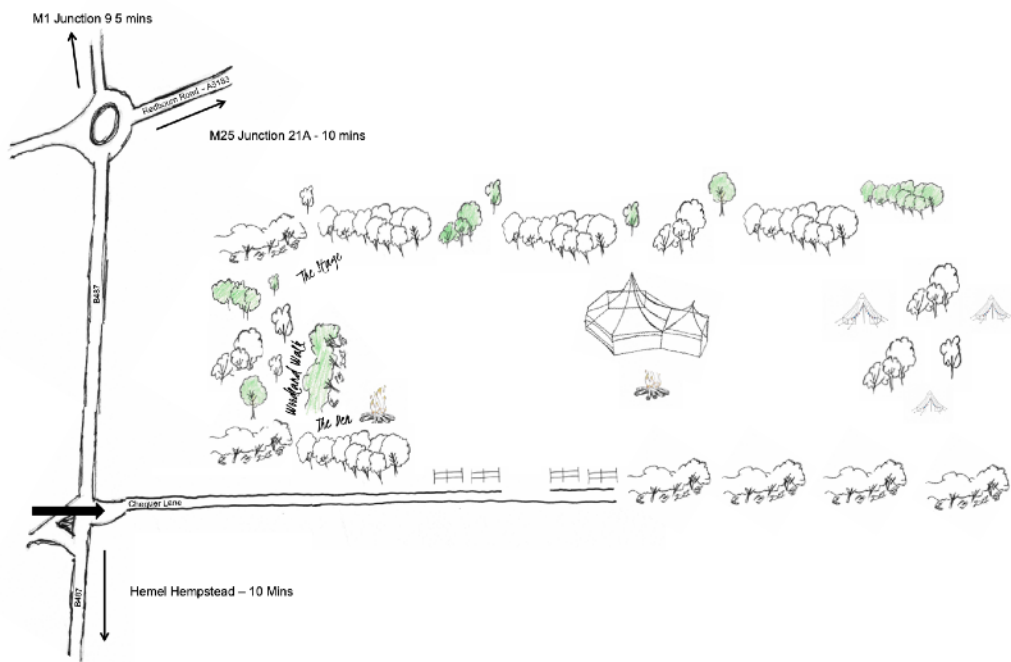 M1 Junction 9 5 mins
Redbourn Road - A5183
M25 Junction 21A - 10 mins
The Stage
B487
Woodland Walk
The Den
Chequer Lane
Hemel Hempstead – 10 Mins
B487